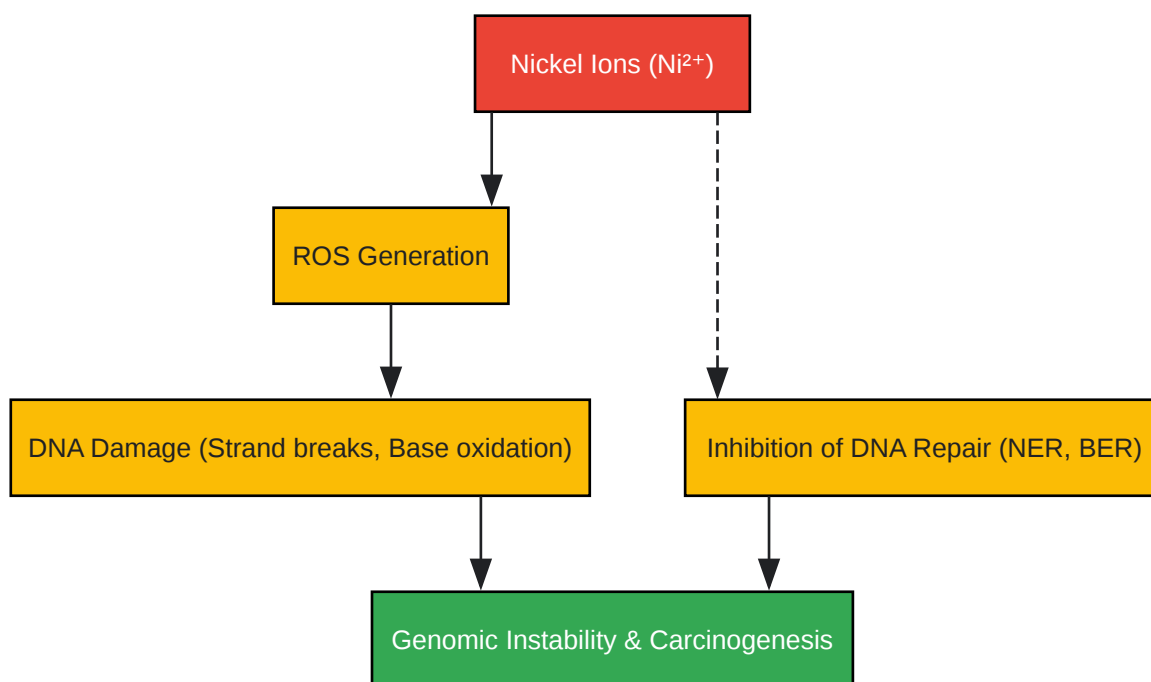 Nickel Ions (Ni²⁺)
ROS Generation
DNA Damage (Strand breaks, Base oxidation)
Inhibition of DNA Repair (NER, BER)
Genomic Instability & Carcinogenesis